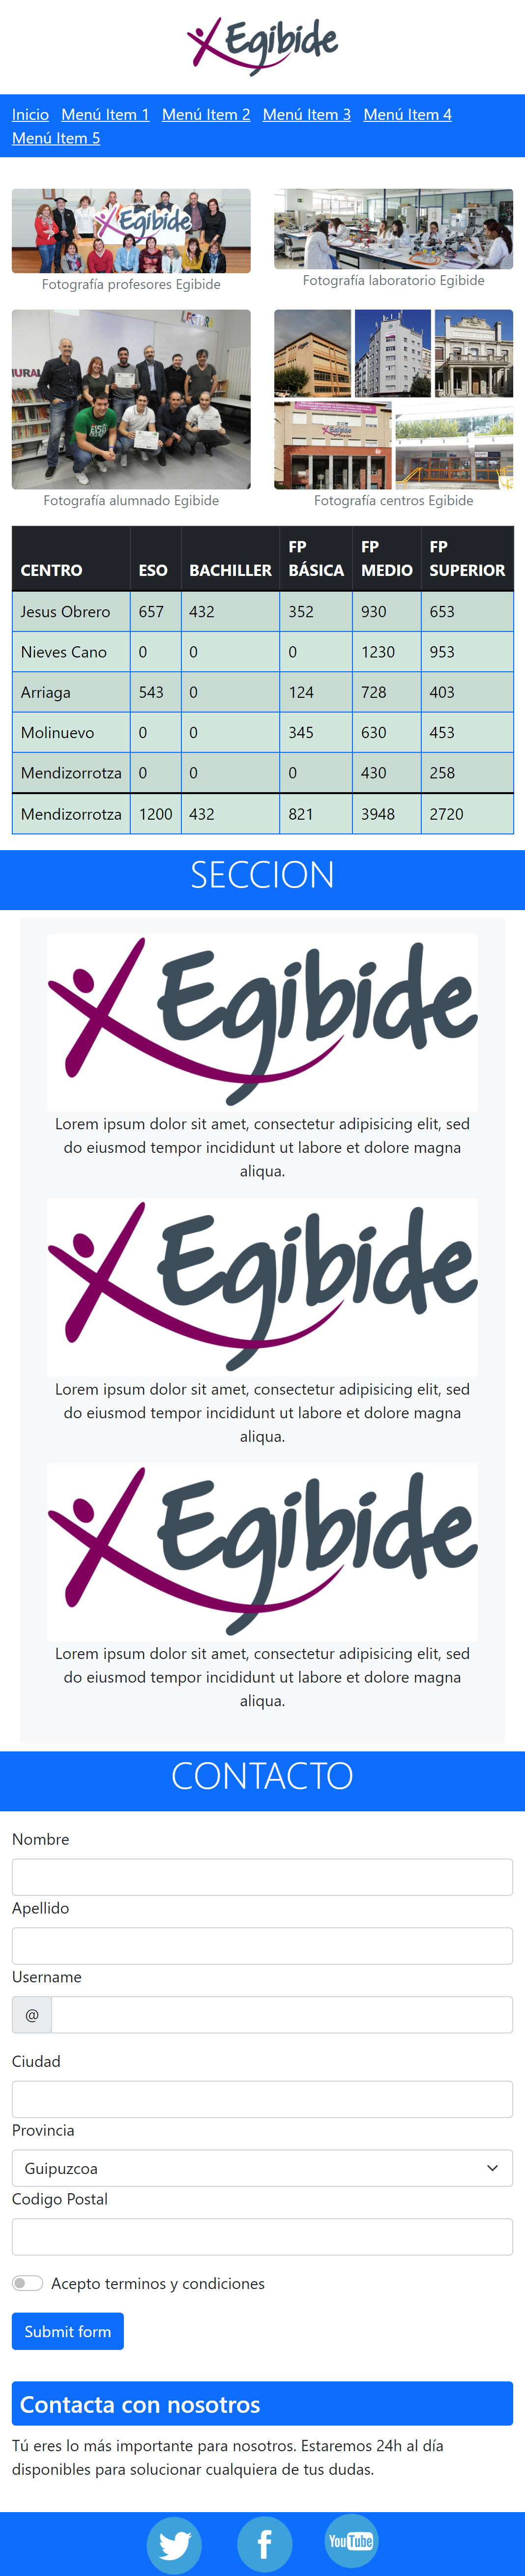 Egibide
Inicio Menú Item 1 Menú Item 2 Menú Item 3 Menú Item 4
Menú Item 5
Egibide
Fotografía profesores Egibide
Fotografía laboratorio Egibide
Egibide
Fotografía alumnado Egibide
Fotografía centros Egibide
CENTRO ESO BACHILLER FP BÁSICA FP MEDIO FP SUPERIOR
Jesus Obrero 657 432 352 930 653
Nieves Cano 0 0 0 1230 953
Arriaga 543 0 124 728 403
Molinuevo 0 0 345 630 453
Mendizorrotza 0 0 0 430 258
Mendizorrotza 1200 432 821 3948 2720
SECCION
Egibide
Lorem ipsum dolor sit amet, consectetur adipisicing elit, sed
do eiusmod tempor incididunt ut labore et dolore magna
aliqua.
Egibide
Lorem ipsum dolor sit amet, consectetur adipisicing elit, sed
do eiusmod tempor incididunt ut labore et dolore magna
aliqua.
Egibide
Lorem ipsum dolor sit amet, consectetur adipisicing elit, sed
do eiusmod tempor incididunt ut labore et dolore magna
aliqua.
CONTACTO
Nombre
Apellido
Username
@
Ciudad
Provincia
Guipuzcoa
Codigo Postal
Acepto terminos y condiciones
Submit form
Contacta con nosotros
Tú eres lo más importante para nosotros. Estaremos 24h al día
disponibles para solucionar cualquiera de tus dudas.
f
YouTube